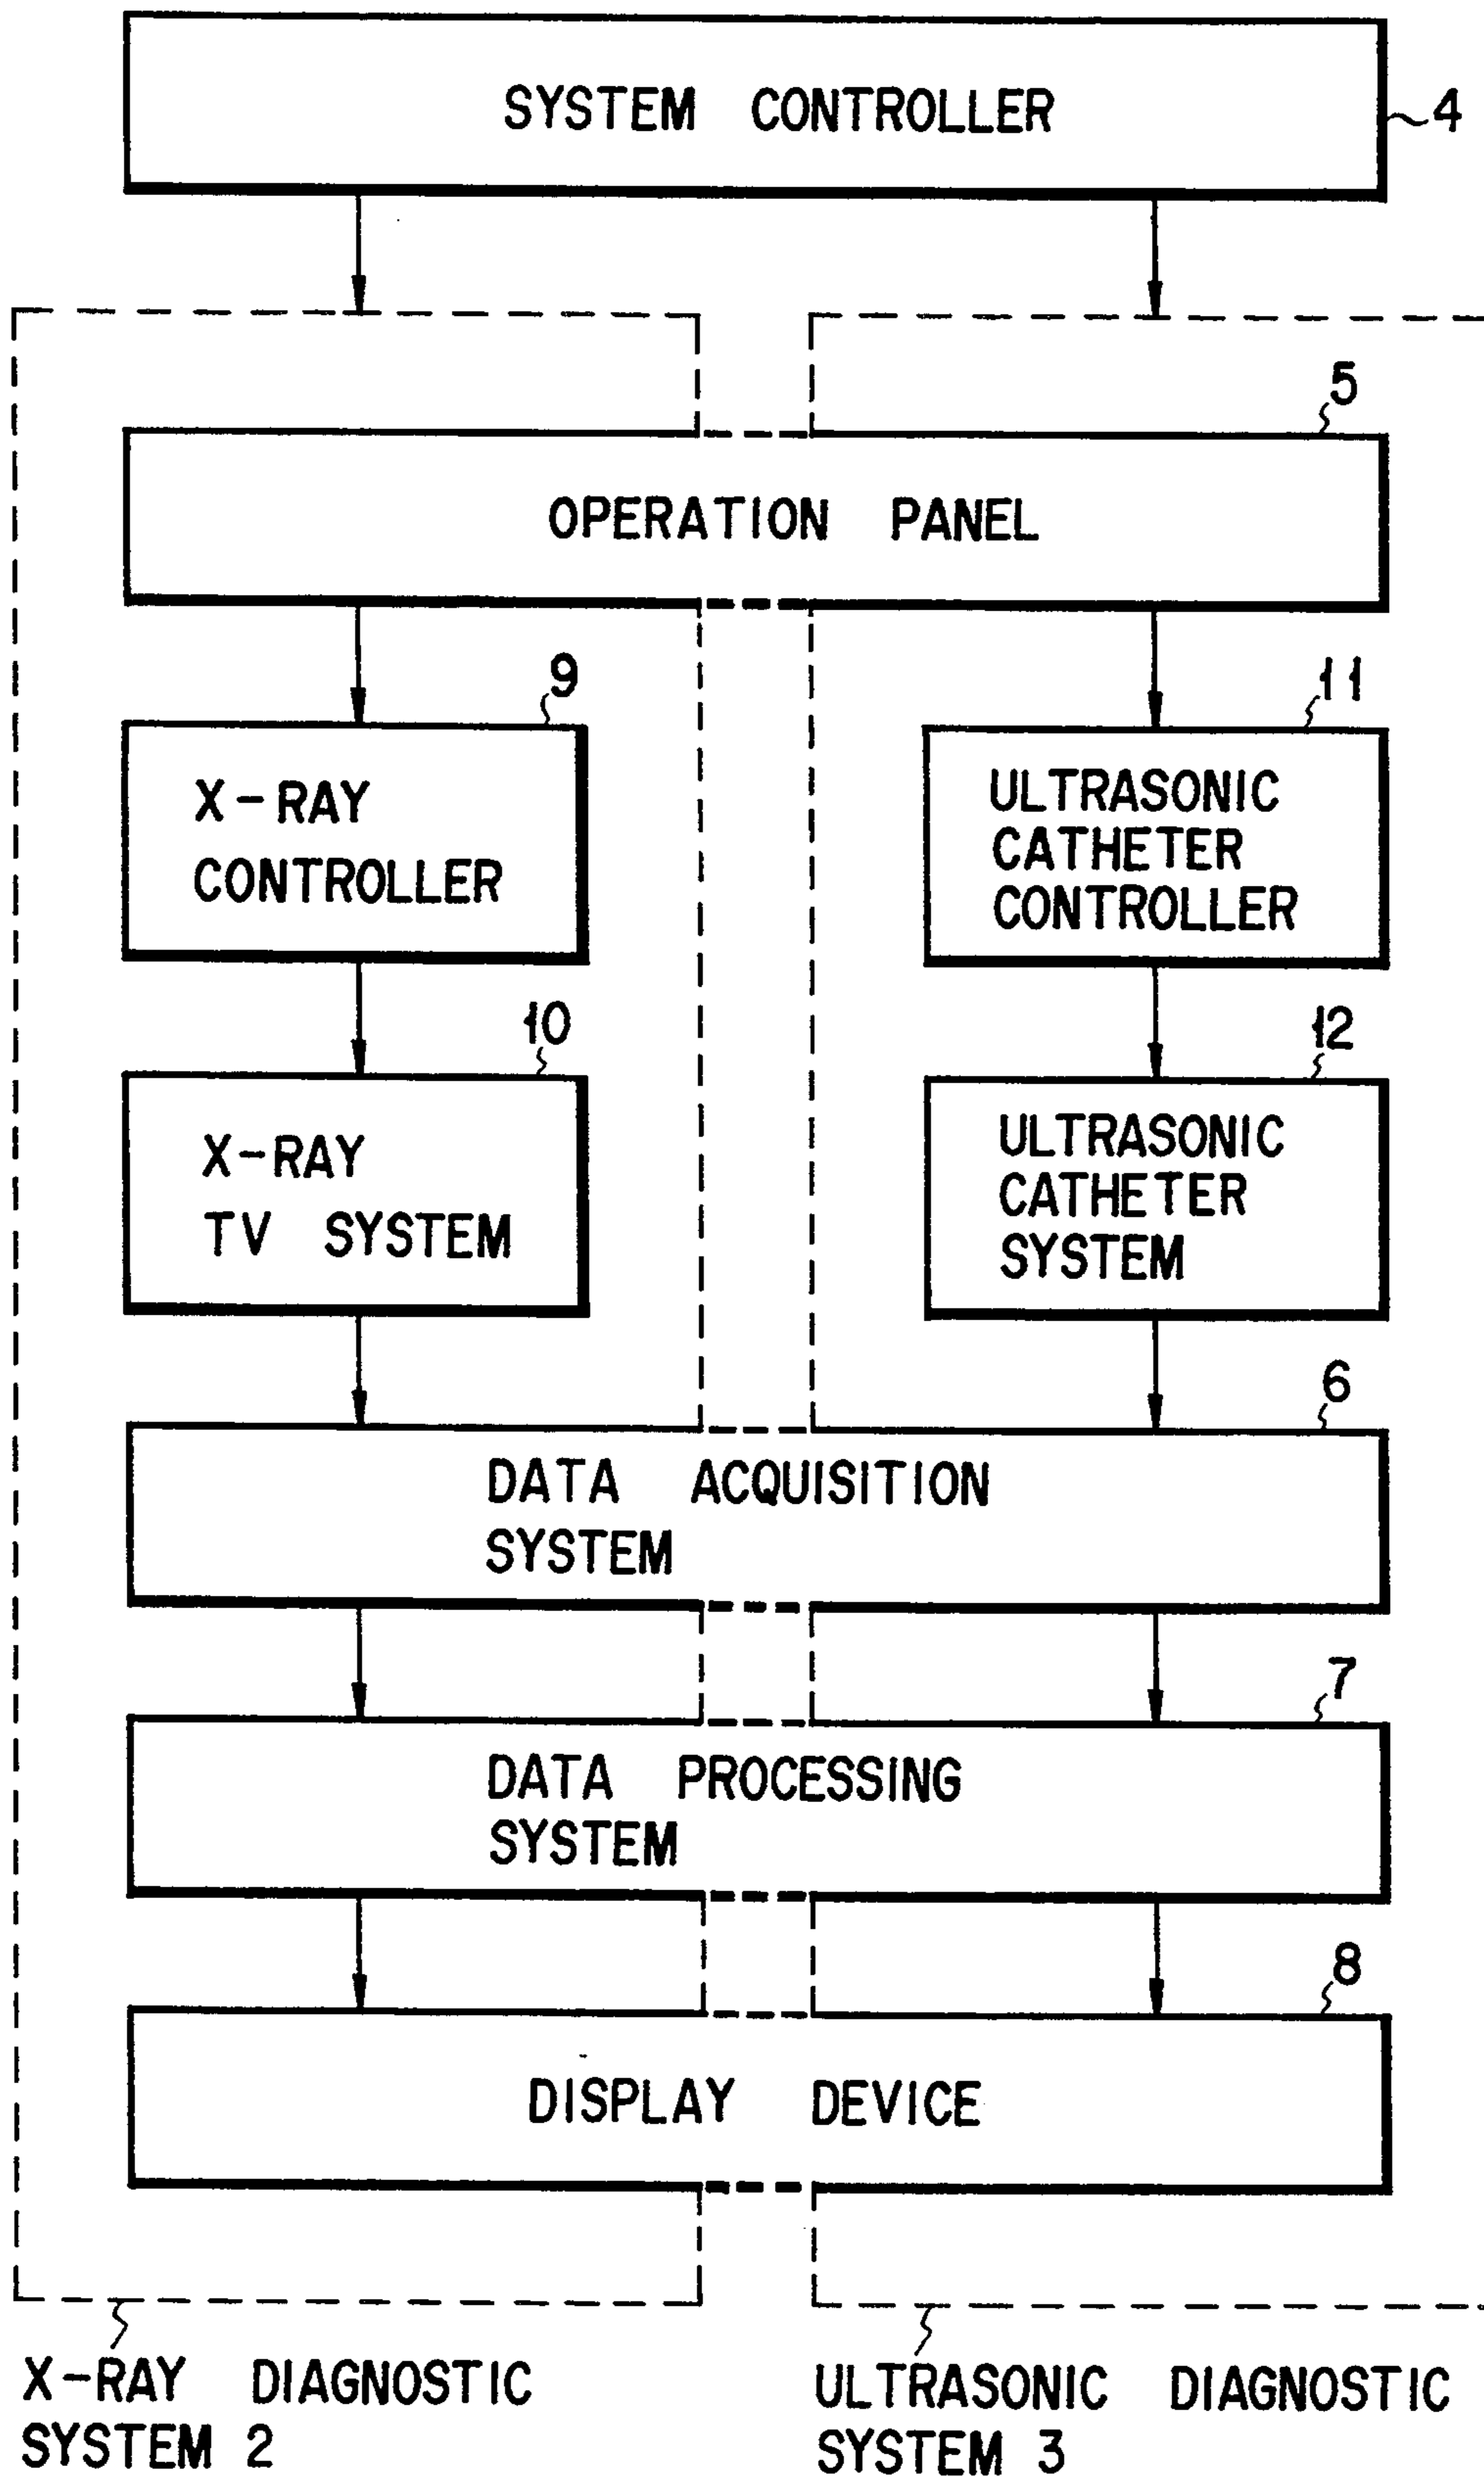 SYSTEM CONTROLLER
4
5
OPERATION PANEL
9
X-RAY
CONTROLLER
11
ULTRASONIC
CATHETER
CONTROLLER
10
X-RAY
TV SYSTEM
12
ULTRASONIC
CATHETER
SYSTEM
6
DATA ACQUISITION
SYSTEM
7
DATA PROCESSING
SYSTEM
8
DISPLAY DEVICE
X-RAY DIAGNOSTIC
SYSTEM 2
ULTRASONIC DIAGNOSTIC
SYSTEM 3